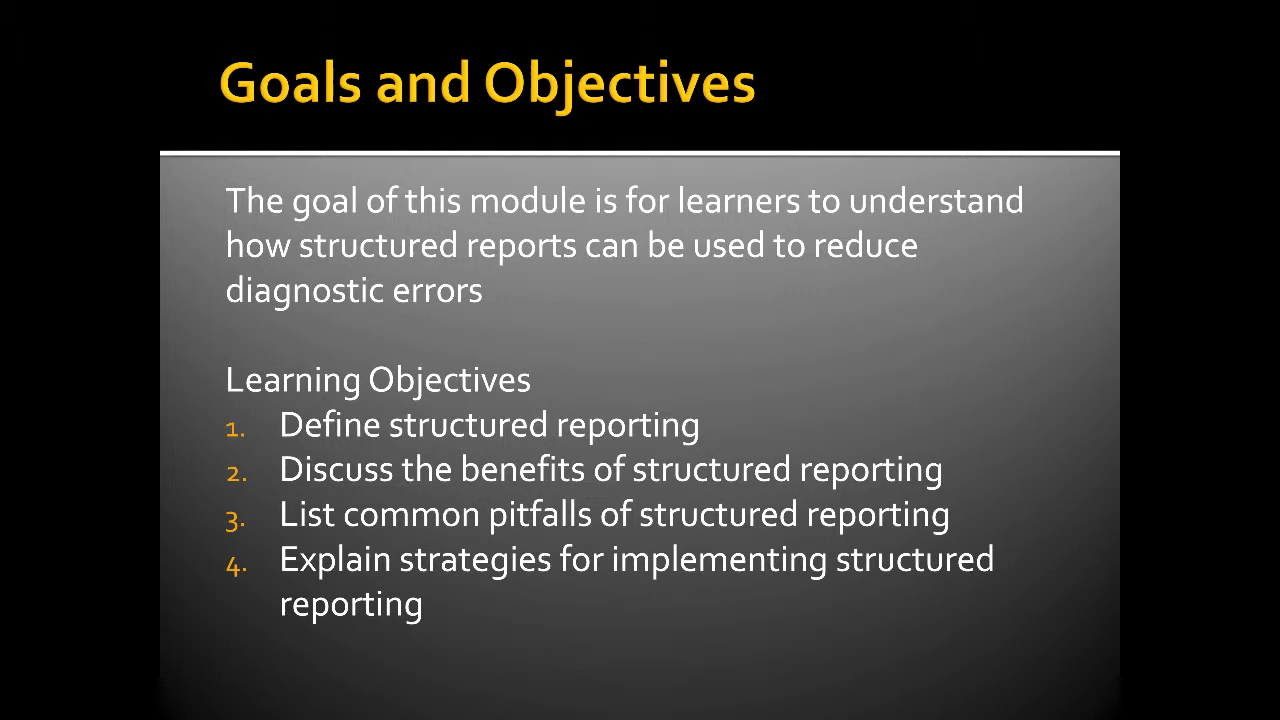 Goals and Objectives
The goal of this module is for learners to understand
how structured reports can be used to reduce
diagnostic errors
Learning Objectives
1. Define structured reporting
2. Discuss the benefits of structured reporting
3. List common pitfalls of structured reporting
4. Explain strategies for implementing structured
reporting